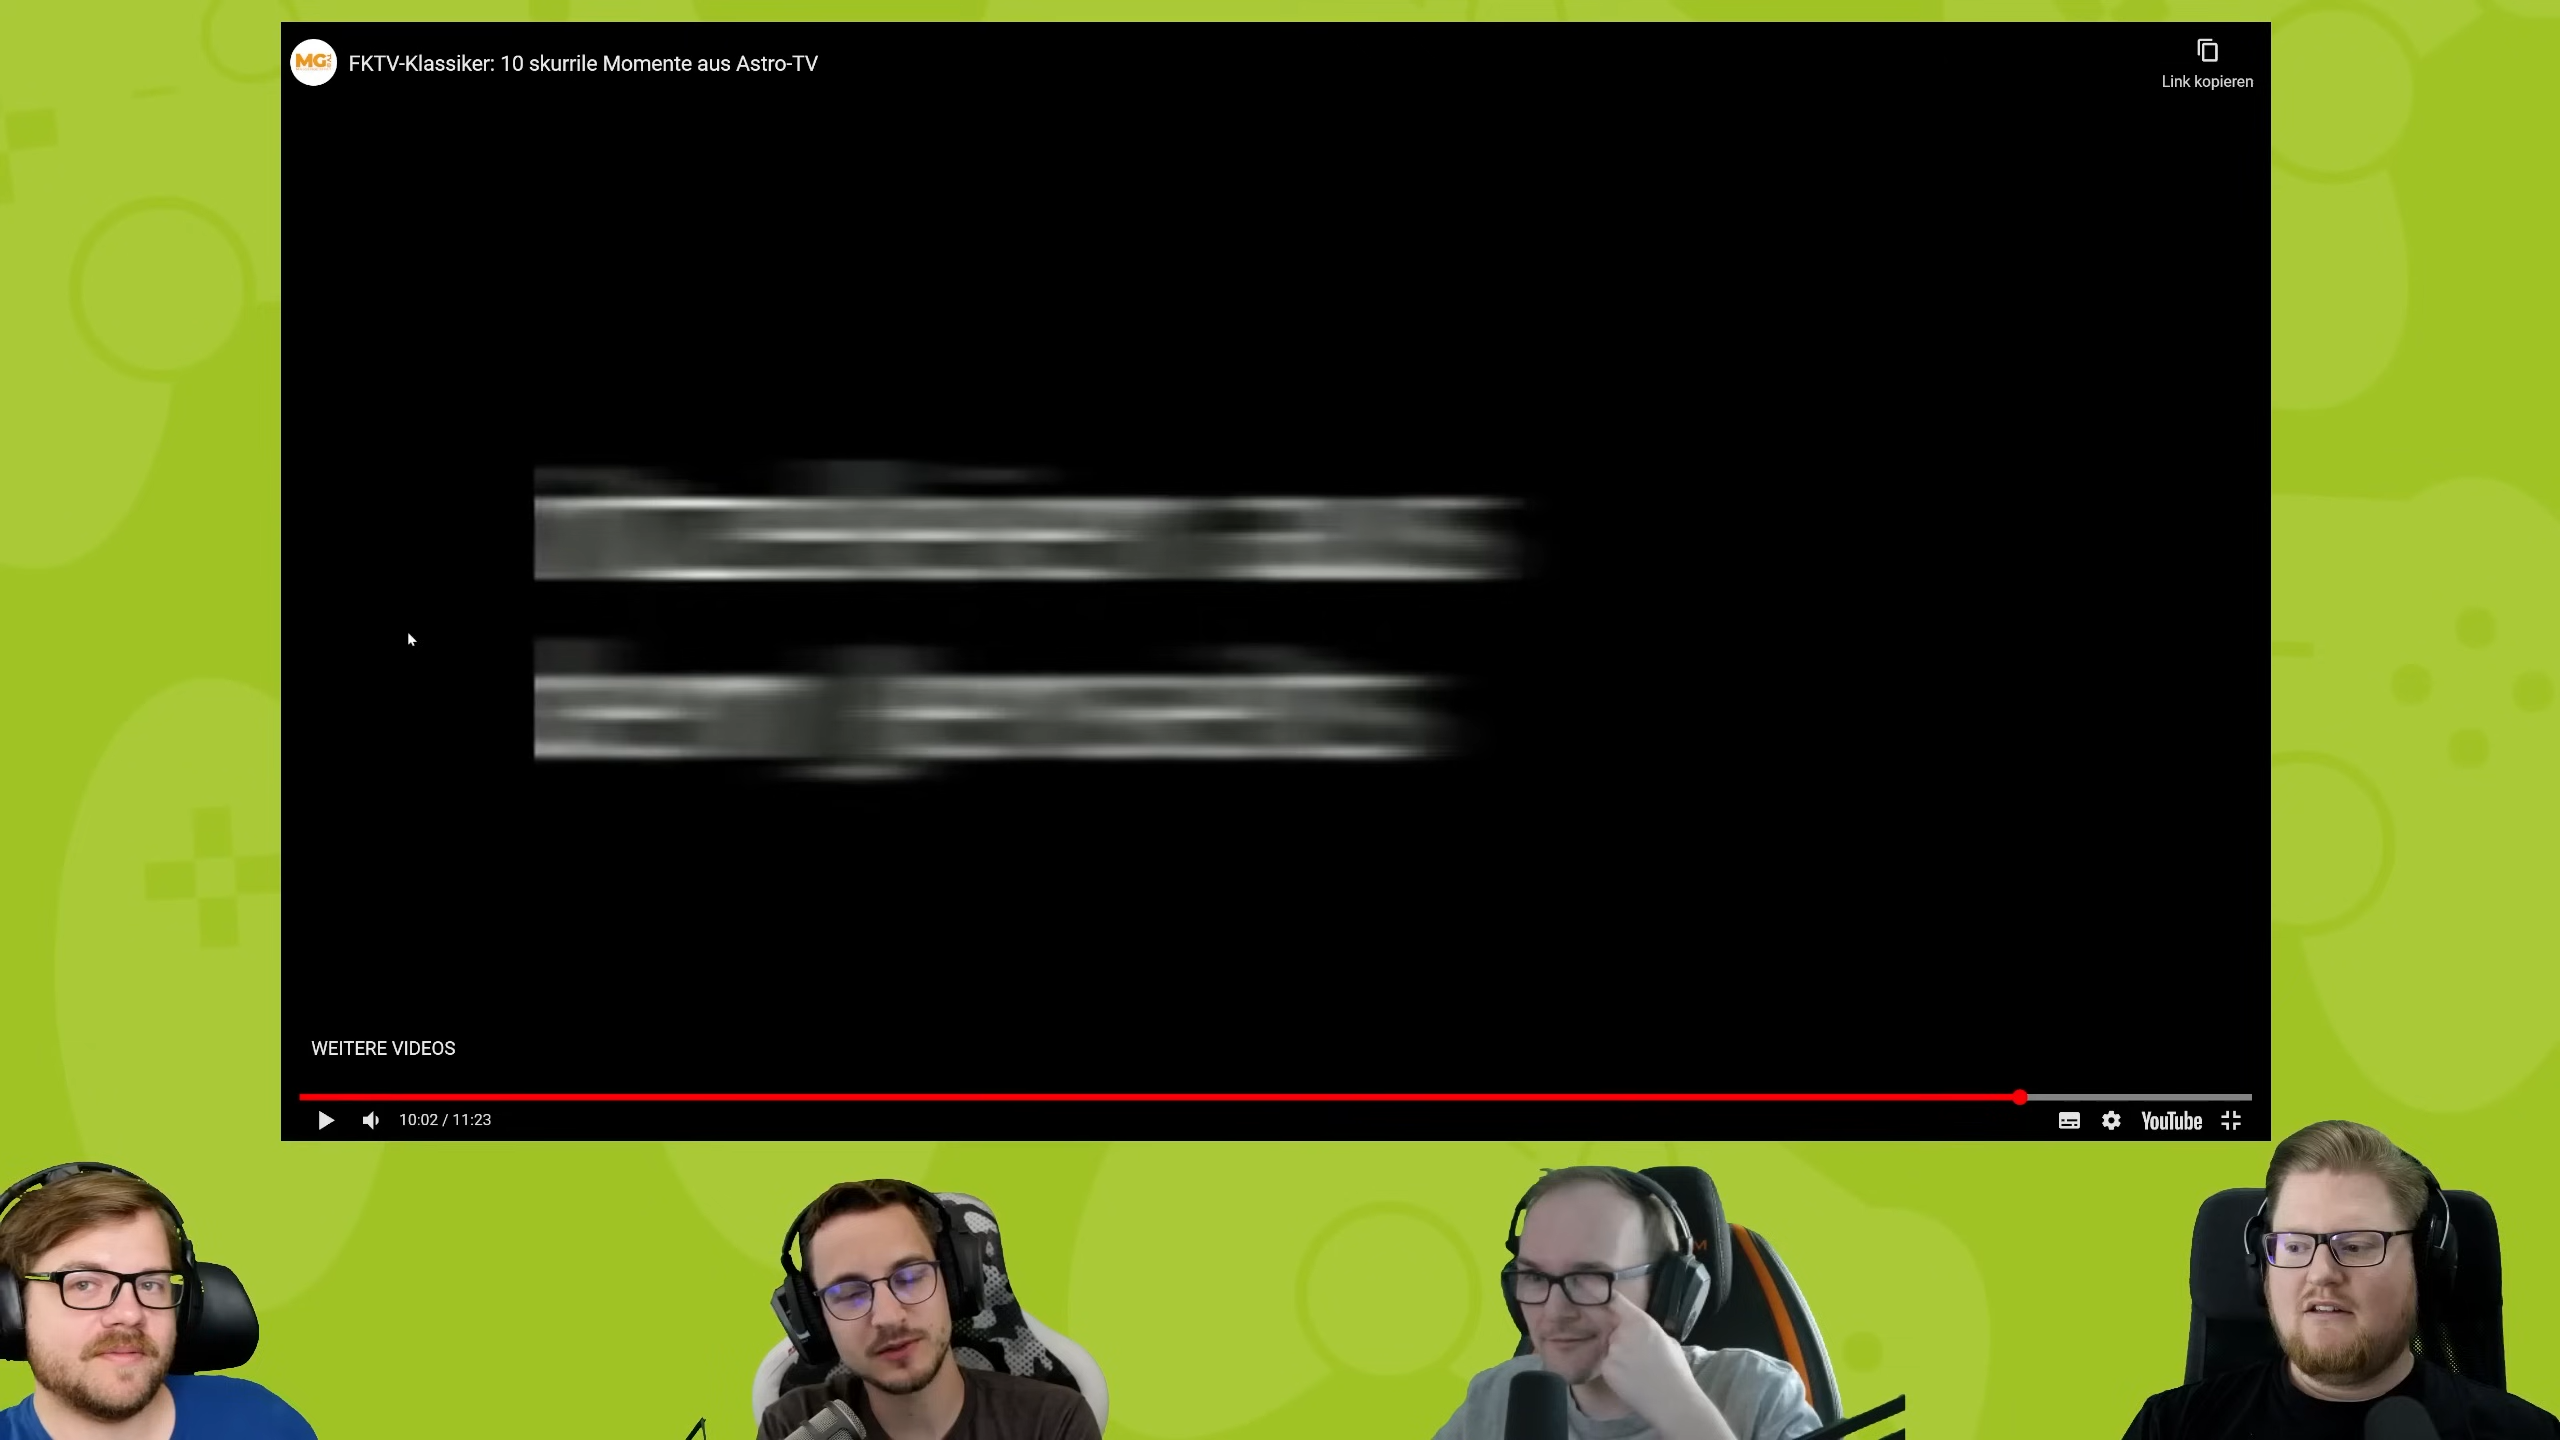 MG
FKTV-Klassiker: 10 skurrile Momente aus Astro-TV
Link kopieren
WEITERE VIDEOS
10:02 / 11:23
YouTube